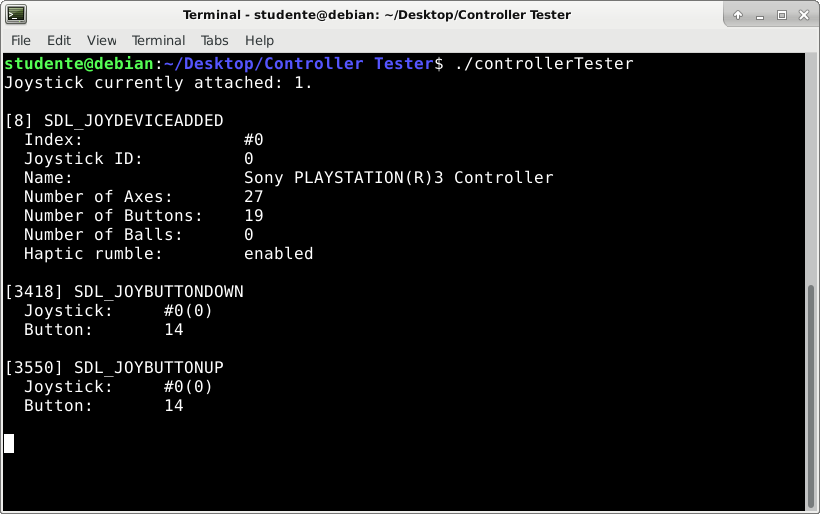 Terminal - studente@debian: ~/Desktop/Controller Tester
File Edit View Terminal Tabs Help
studente@debian:~/Desktop/Controller Tester$ ./controllerTester
Joystick currently attached: 1.
[8] SDL_JOYDEVICEADDED
Index: #0
Joystick ID: 0
Name: Sony PLAYSTATION(R)3 Controller
Number of Axes: 27
Number of Buttons: 19
Number of Balls: 0
Haptic rumble: enabled
[3418] SDL_JOYBUTTONDOWN
Joystick: #0(0)
Button: 14
[3550] SDL_JOYBUTTONUP
Joystick: #0(0)
Button: 14